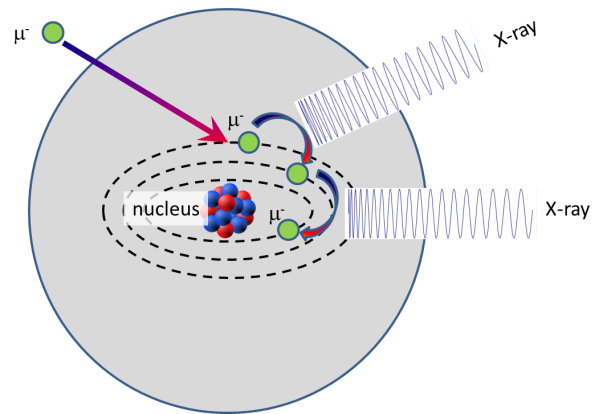 μ-
X-ray
μ-
nucleus
μ-
X-ray